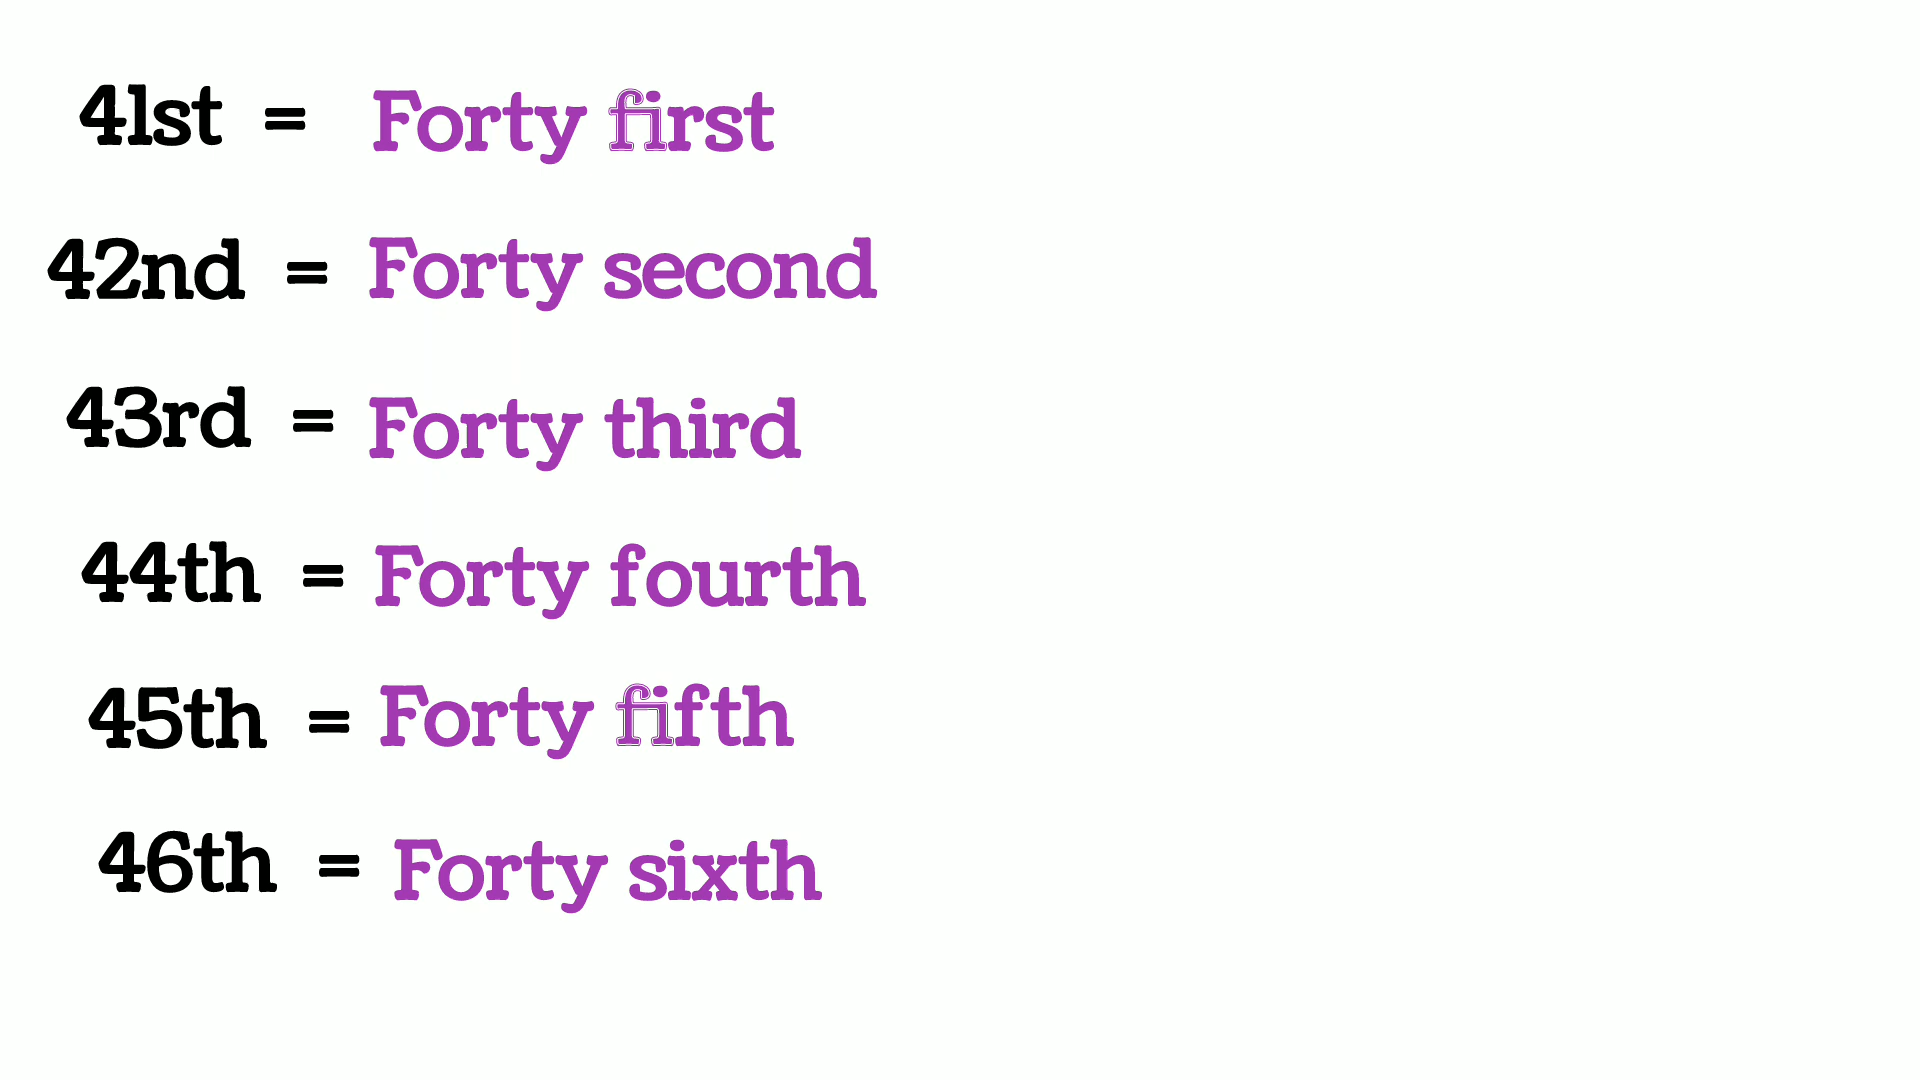 41st = Forty first
42nd = Forty second
43rd = Forty third
44th = Forty fourth
45th = Forty fifth
46th = Forty sixth